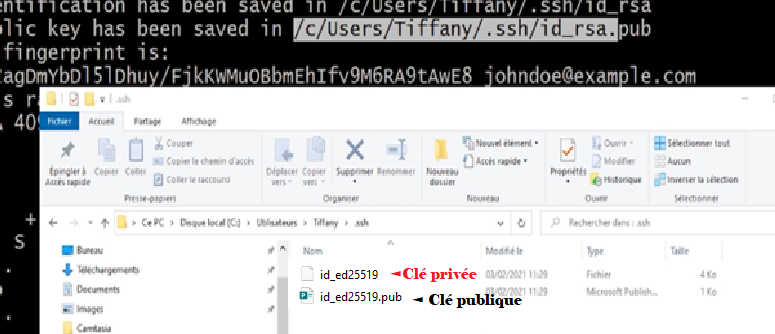 entification has been saved in /c/Users/Tiffany/.ssh/id_rsa
lic key has been saved in /c/Users/Tiffany/.ssh/id_rsa.pub
fingerprint is:
johndoe@example.com
s ra
409
.ssh
Fichier Accueil Partage Affichage
Épingler à Accès rapide
Copier
Coller
Couper
Copier le chemin d'accès
Coller le raccourci
Déplacer vers
Copier vers
Supprimer
Renommer
Nouveau dossier
Nouvel élément
Accès rapide
Propriétés
Ouvrir
Modifier
Historique
Sélectionner tout
Aucun
Inverser la sélection
Presse-papiers Organiser Nouveau Ouvrir Sélectionner
+
S
Ce PC > Disque local (C:) > Utilisateurs > Tiffany > .ssh
Rechercher dans : .ssh
Bureau
Téléchargements
Documents
Images
Camtasia
Nom Modifié le Type Taille
id_ed25519 Clé privée 03/02/2021 11:29 Fichier 4 Ko
id_ed25519.pub Clé publique 03/02/2021 11:29 Microsoft Publish... 1 Ko